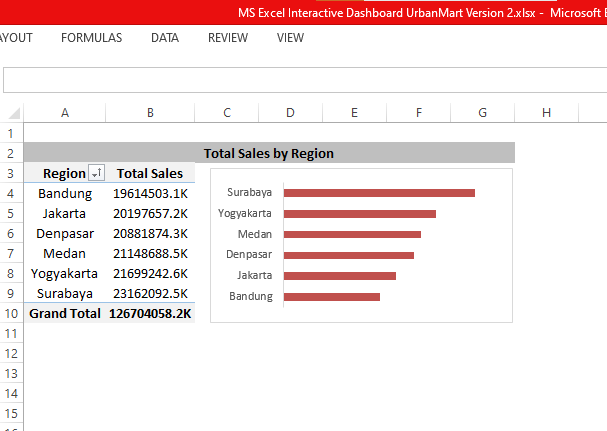 MS Excel Interactive Dashboard UrbanMart Version 2.xlsx - Microsoft E
AYOUT FORMULAS DATA REVIEW VIEW
A B C D E F G H
1
2 Total Sales by Region
3 Region Total Sales
4 Bandung 19614503.1K
5 Jakarta 20197657.2K
6 Denpasar 20881874.3K
7 Medan 21148688.5K
8 Yogyakarta 21699242.6K
9 Surabaya 23162092.5K
10 Grand Total 126704058.2K
Surabaya
Yogyakarta
Medan
Denpasar
Jakarta
Bandung
11
12
13
14
15